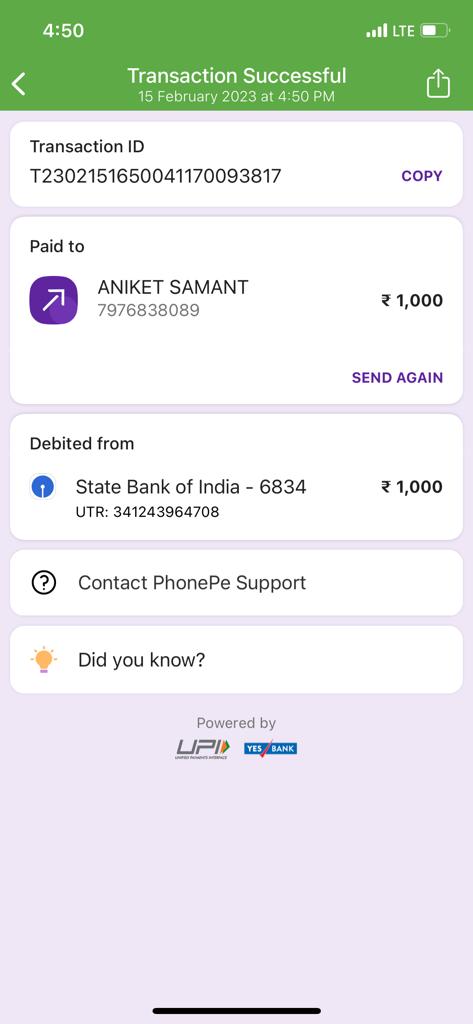 4:50
LTE
Transaction Successful
15 February 2023 at 4:50 PM
Transaction ID
T2302151650041170093817
COPY
Paid to
ANIKET SAMANT
₹ 1,000
7976838089
SEND AGAIN
Debited from
State Bank of India - 6834
₹ 1,000
UTR: 341243964708
Contact PhonePe Support
Did you know?
Powered by
UPI
UNIFIED PAYMENTS INTERFACE
YES BANK